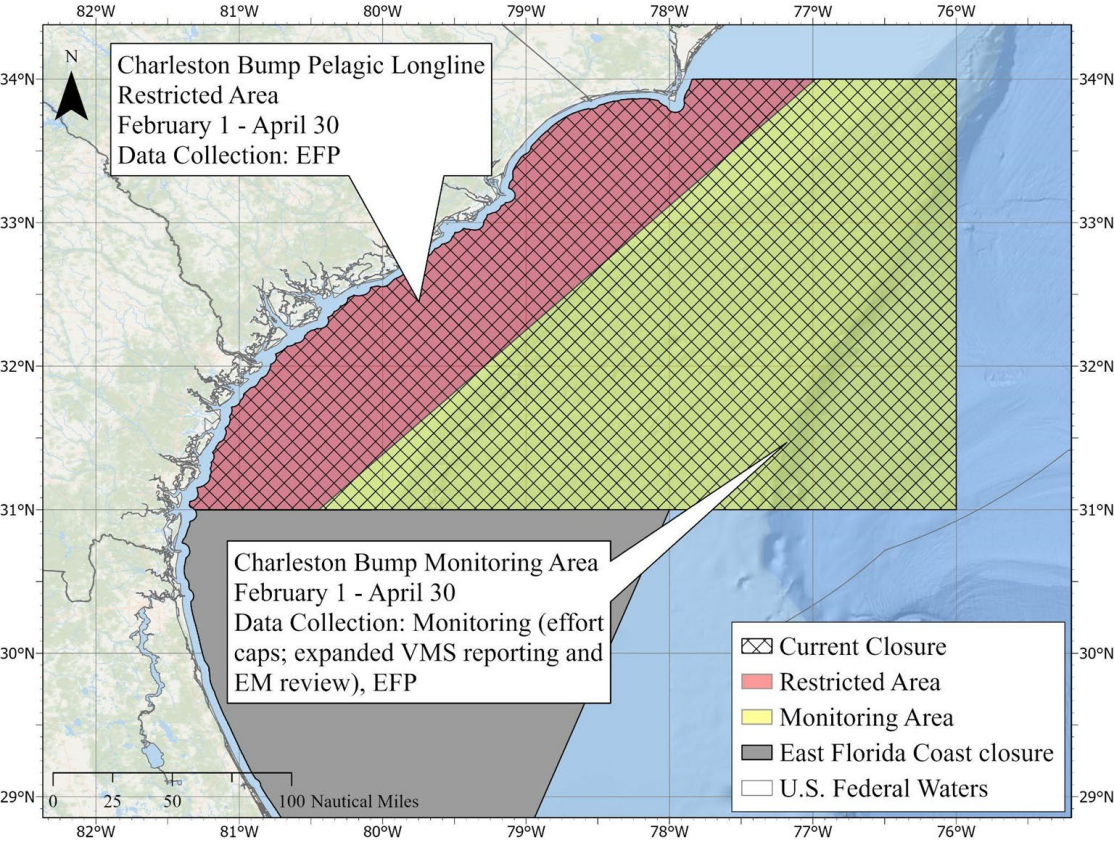 N
Charleston Bump Pelagic Longline
Restricted Area
February 1 - April 30
Data Collection: EFP
34°N
34°N
33°N
33°N
32°N
32°N
31°N
31°N
30°N
30°N
29°N
29°N
82°W
81°W
80°W
79°W
78°W
77°W
76°W
Charleston Bump Monitoring Area
February 1 - April 30
Data Collection: Monitoring (effort
caps; expanded VMS reporting and
EM review), EFP
Current Closure
Restricted Area
Monitoring Area
East Florida Coast closure
U.S. Federal Waters
0 25 50 100 Nautical Miles
82°W
81°W
80°W
79°W
78°W
77°W
76°W